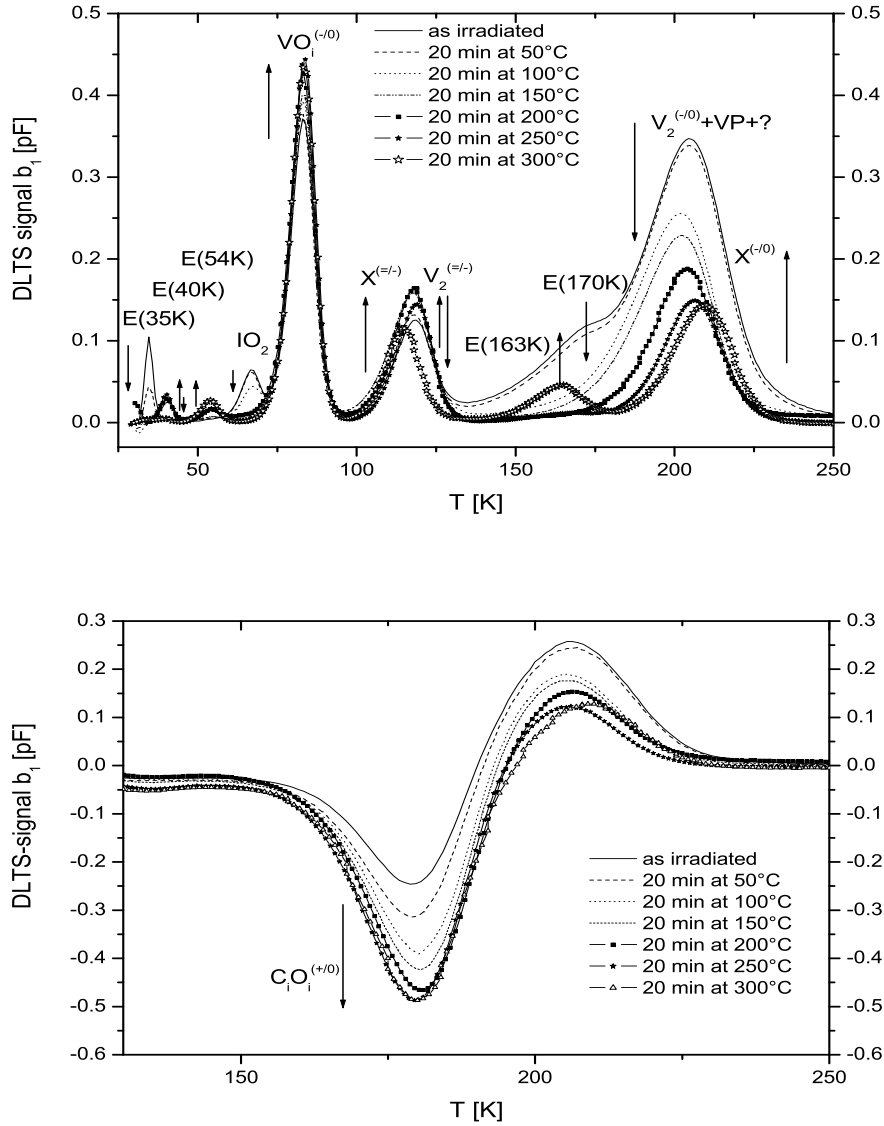 0.5
0.4
0.3
0.2
0.1
0.0
DLTS signal b₁ [pF]
VOᵢ⁽⁻/⁰⁾
as irradiated
20 min at 50°C
20 min at 100°C
20 min at 150°C
20 min at 200°C
20 min at 250°C
20 min at 300°C
V₂⁽⁻/⁰⁾+VP+?
E(54K)
E(40K)
E(35K)
IO₂
X⁽⁼/⁻⁾
V₂⁽⁼/⁻⁾
E(170K)
E(163K)
X⁽⁻/⁰⁾
0.5
0.4
0.3
0.2
0.1
0.0
50 100 150 200 250
T [K]
0.3
0.2
0.1
0.0
-0.1
-0.2
-0.3
-0.4
-0.5
-0.6
DLTS-signal b₁ [pF]
CᵢOᵢ⁽⁺/⁰⁾
as irradiated
20 min at 50°C
20 min at 100°C
20 min at 150°C
20 min at 200°C
20 min at 250°C
20 min at 300°C
0.3
0.2
0.1
0.0
-0.1
-0.2
-0.3
-0.4
-0.5
-0.6
150 200 250
T [K]